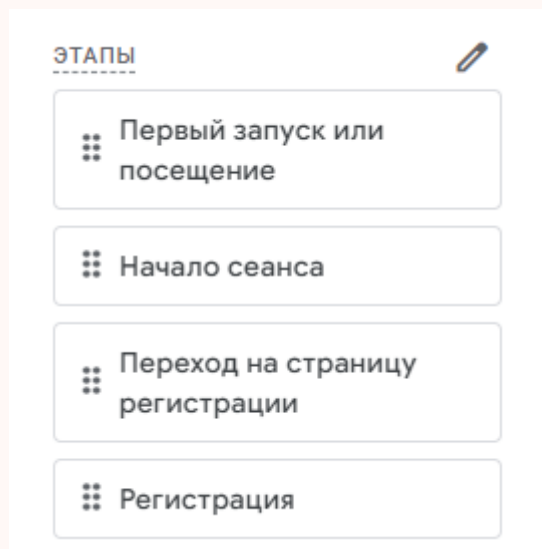 ЭТАПЫ
Первый запуск или
посещение
Начало сеанса
Переход на страницу
регистрации
Регистрация